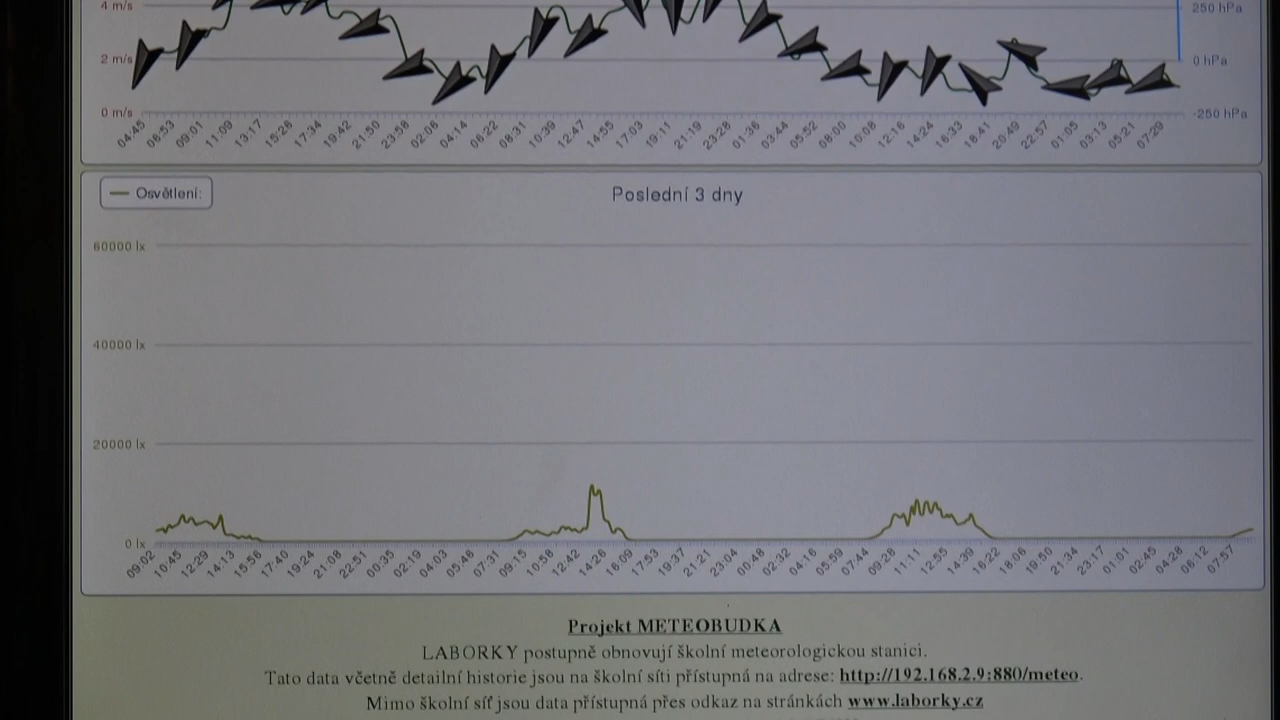 4 m/s
250 hPa
2 m/s
0 hPa
0 m/s
-250 hPa
04:45 06:53 09:01 11:09 13:17 15:26 17:34 19:42 21:50 23:58 02:06 04:14 06:22 08:31 10:39 12:47 14:55 17:03 19:11 21:19 23:28 01:36 03:44 05:52 08:00 10:08 12:16 14:24 16:33 18:41 20:49 22:57 01:05 03:13 05:21 07:29
Osvětlení:
Poslední 3 dny
60000 lx
40000 lx
20000 lx
0 lx
09:02 10:45 12:29 14:13 15:56 17:40 19:24 21:08 22:51 00:35 02:19 04:03 05:46 07:31 09:15 10:58 12:42 14:26 16:09 17:53 19:37 21:21 23:04 00:48 02:32 04:16 05:59 07:44 09:28 11:11 12:55 14:39 16:22 18:06 19:50 21:34 23:17 01:01 02:45 04:28 06:12 07:57
Projekt METEOBUDKA
LABORKY postupně obnovují školní meteorologickou stanici.
Tato data včetně detailní historie jsou na školní síti přístupná na adrese: http://192.168.2.9:880/meteo.
Mimo školní síť jsou data přístupná přes odkaz na stránkách www.laborky.cz